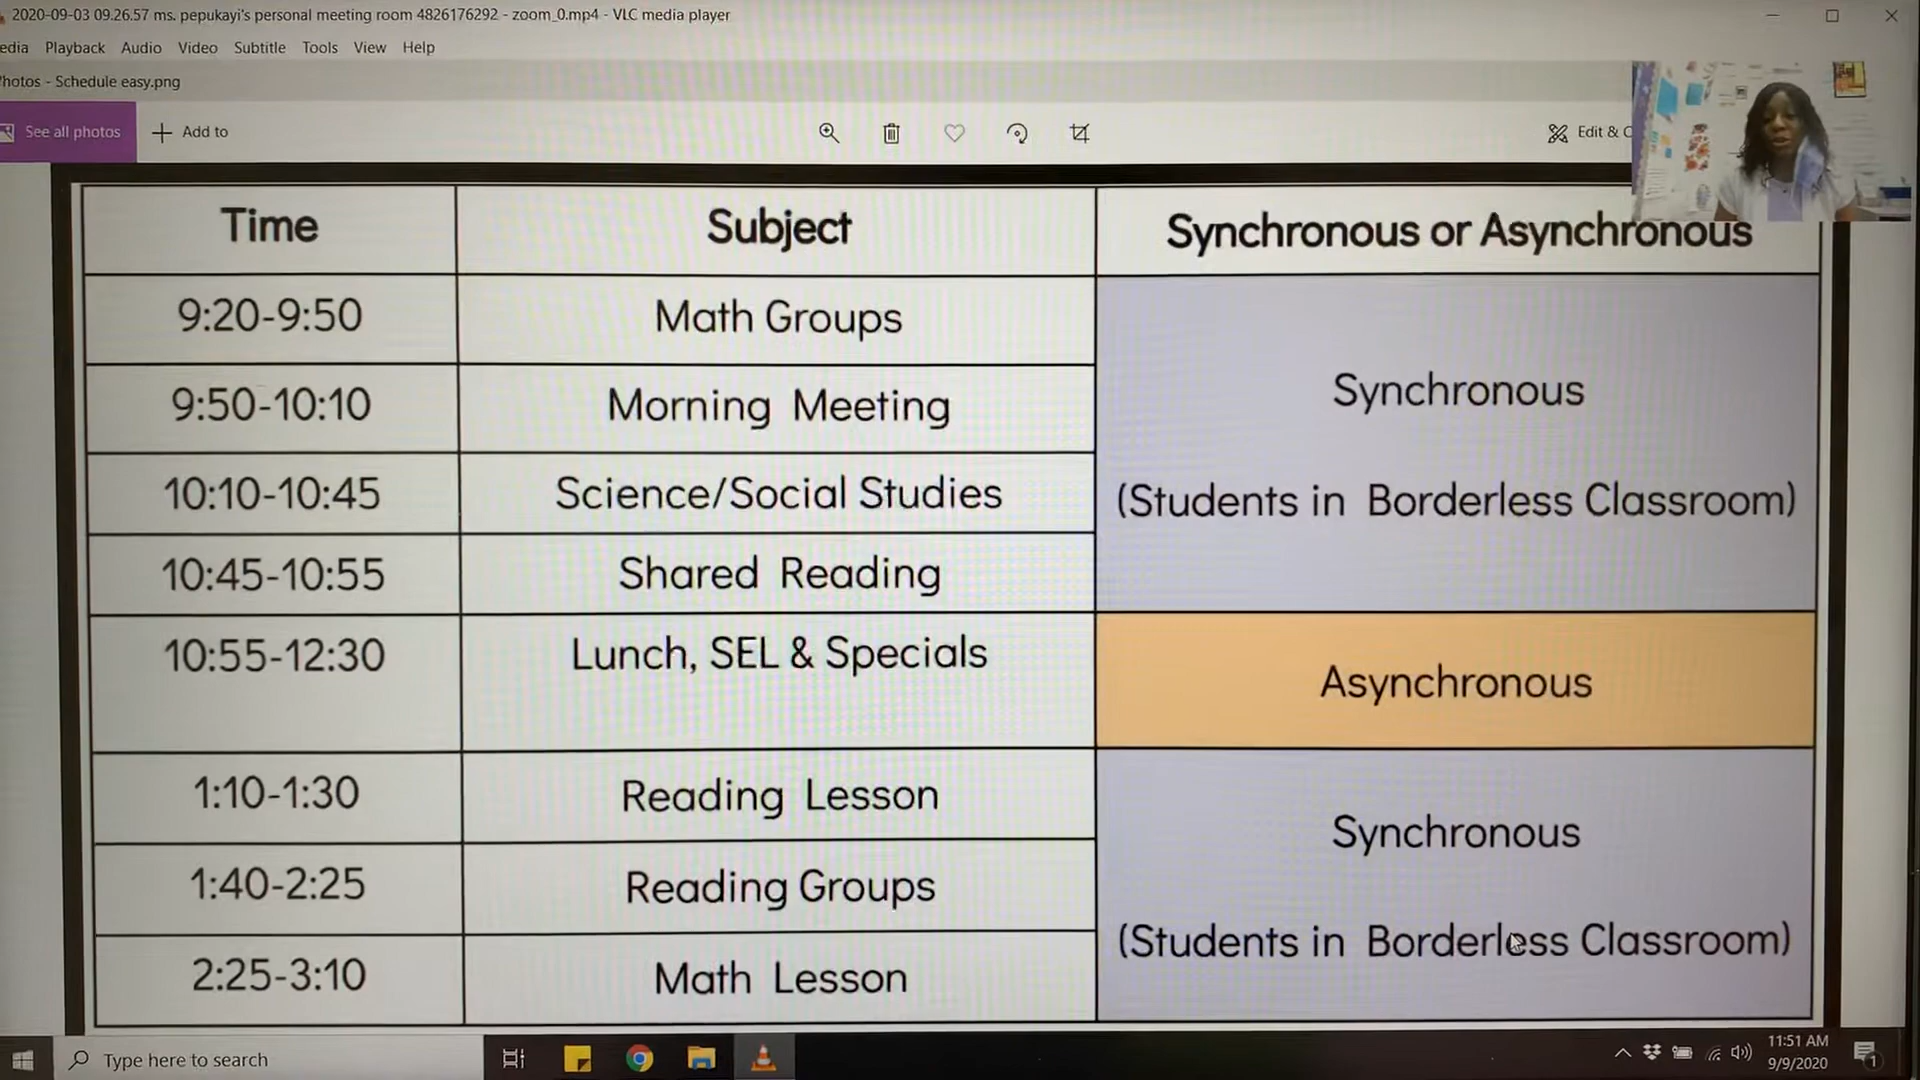 2020-09-03 09.26.57 ms. pepukayi's personal meeting room 4826176292 - zoom_0.mp4 - VLC media player
edia Playback Audio Video Subtitle Tools View Help
hotos - Schedule easy.png
See all photos + Add to Edit & C
Time Subject Synchronous or Asynchronous
9:20-9:50 Math Groups
9:50-10:10 Morning Meeting
Synchronous
10:10-10:45 Science/Social Studies
(Students in Borderless Classroom)
10:45-10:55 Shared Reading
10:55-12:30 Lunch, SEL & Specials
Asynchronous
1:10-1:30 Reading Lesson
Synchronous
1:40-2:25 Reading Groups
(Students in Borderless Classroom)
2:25-3:10 Math Lesson
Type here to search
11:51 AM
9/9/2020
1